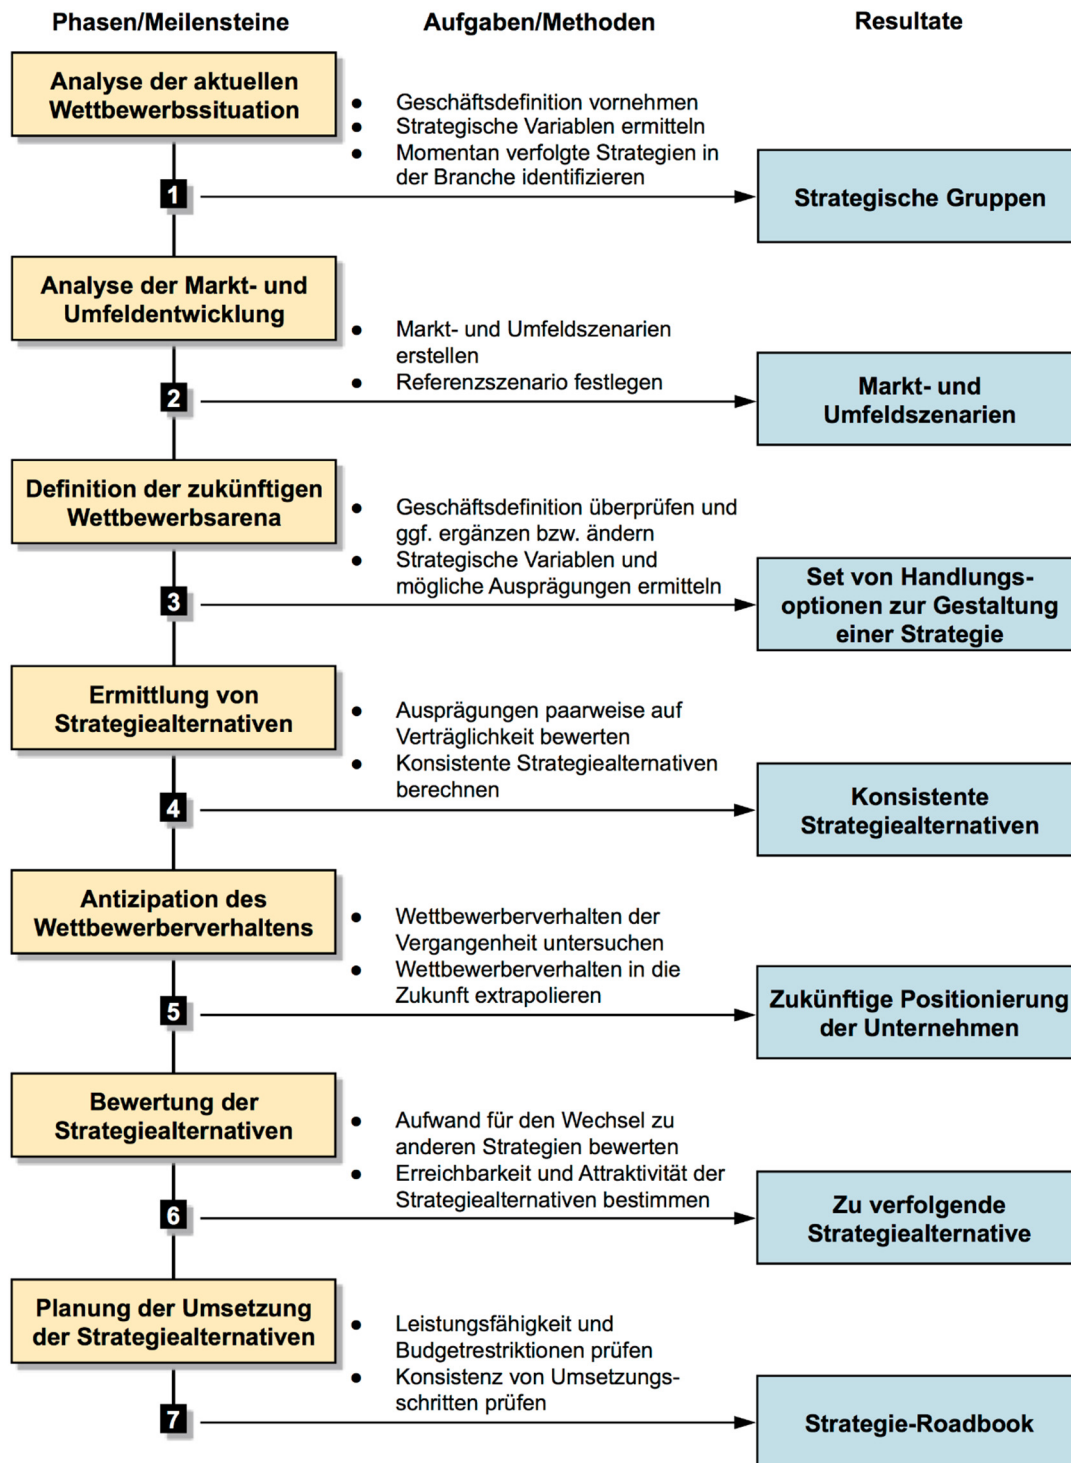 Phasen/Meilensteine
Aufgaben/Methoden
Resultate
Analyse der aktuellen
Wettbewerbssituation
● Geschäftsdefinition vornehmen
● Strategische Variablen ermitteln
● Momentan verfolgte Strategien in
der Branche identifizieren
1
Strategische Gruppen
Analyse der Markt- und
Umfeldentwicklung
● Markt- und Umfeldszenarien
erstellen
● Referenzszenario festlegen
2
Markt- und
Umfeldszenarien
Definition der zukünftigen
Wettbewerbsarena
● Geschäftsdefinition überprüfen und
ggf. ergänzen bzw. ändern
● Strategische Variablen und
mögliche Ausprägungen ermitteln
3
Set von Handlungs-
optionen zur Gestaltung
einer Strategie
Ermittlung von
Strategiealternativen
● Ausprägungen paarweise auf
Verträglichkeit bewerten
● Konsistente Strategiealternativen
berechnen
4
Konsistente
Strategiealternativen
Antizipation des
Wettbewerberverhaltens
● Wettbewerberverhalten der
Vergangenheit untersuchen
● Wettbewerberverhalten in die
Zukunft extrapolieren
5
Zukünftige Positionierung
der Unternehmen
Bewertung der
Strategiealternativen
● Aufwand für den Wechsel zu
anderen Strategien bewerten
● Erreichbarkeit und Attraktivität der
Strategiealternativen bestimmen
6
Zu verfolgende
Strategiealternative
Planung der Umsetzung
der Strategiealternativen
● Leistungsfähigkeit und
Budgetrestriktionen prüfen
● Konsistenz von Umsetzungs-
schritten prüfen
7
Strategie-Roadbook